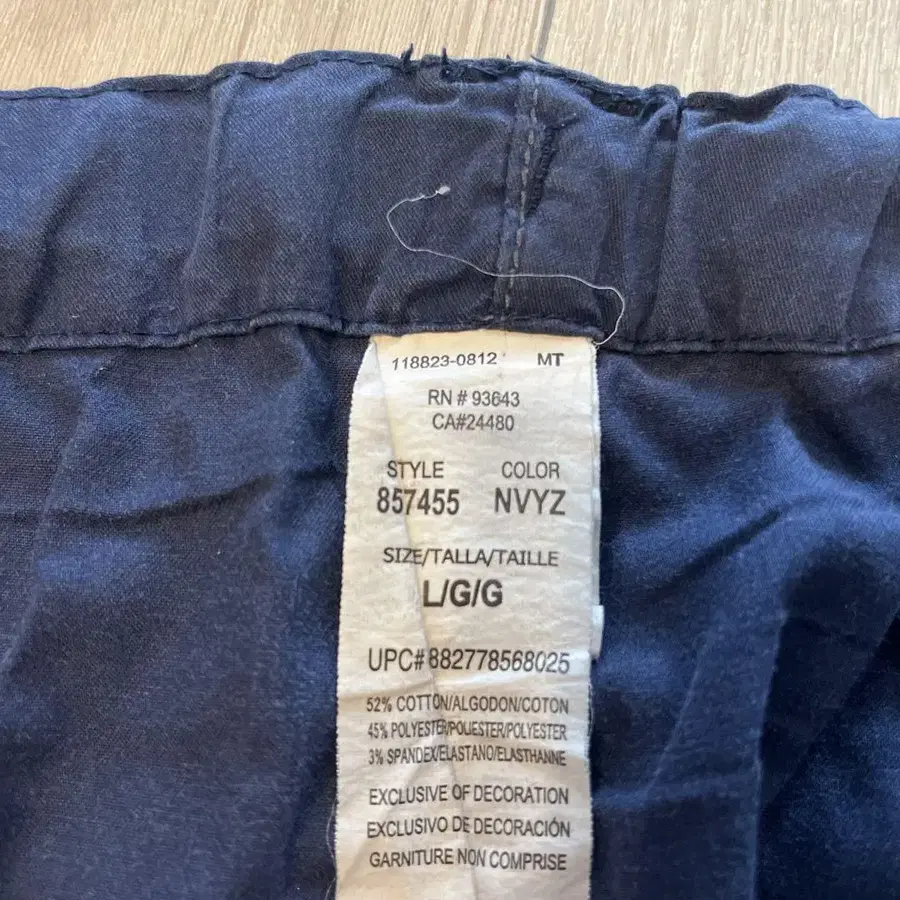 118823-0812 MT
RN # 93643
CA#24480
STYLE COLOR
857455 NVYZ
SIZE/TALLA/TAILLE
L/G/G
UPC# 882778568025
52% COTTON/ALGODON/COTON
45% POLYESTER/POLIESTER/POLYESTER
3% SPANDEX/ELASTANO/ELASTHANNE
EXCLUSIVE OF DECORATION
EXCLUSIVO DE DECORACIÓN
GARNITURE NON COMPRISE